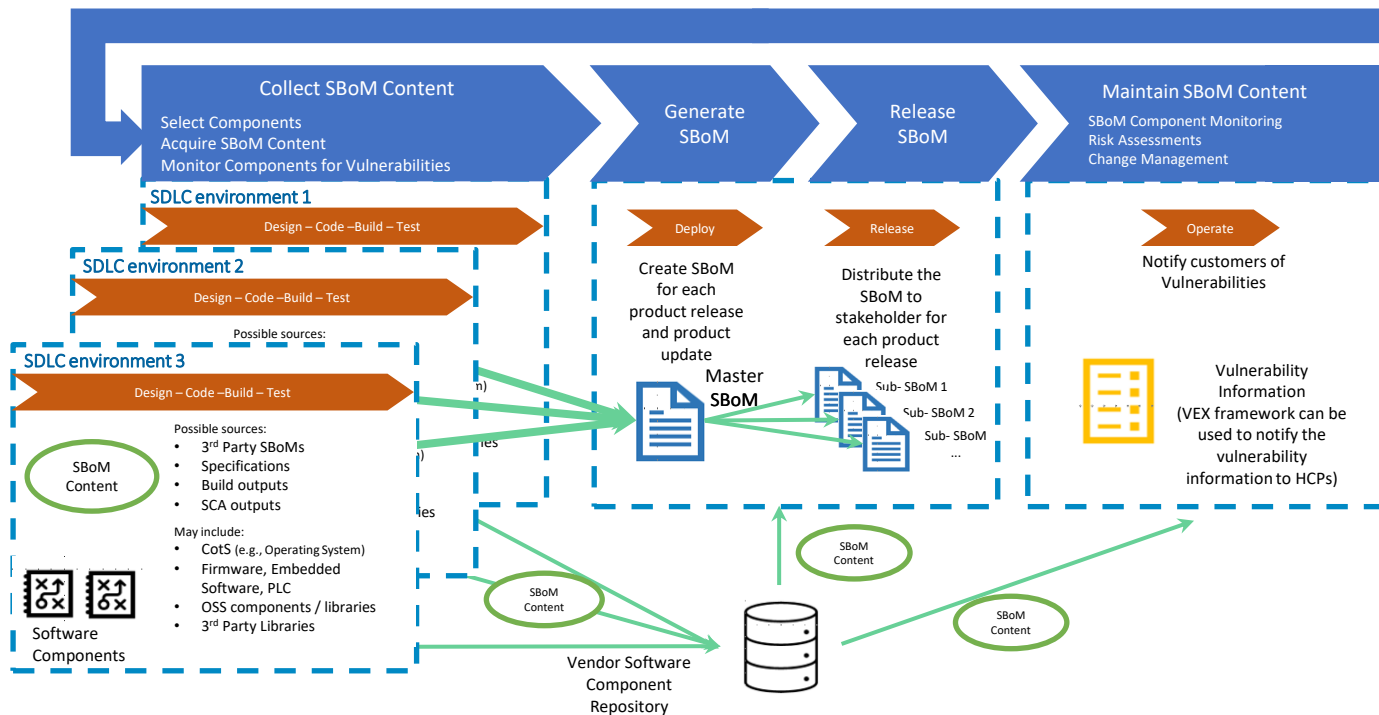 Collect SBoM Content
Select Components
Acquire SBoM Content
Monitor Components for Vulnerabilities
Generate
SBoM
Release
SBoM
Maintain SBoM Content
SBoM Component Monitoring
Risk Assessments
Change Management
SDLC environment 1
Design – Code –Build – Test
SDLC environment 2
Design – Code –Build – Test
Possible sources:
SDLC environment 3
Design – Code –Build – Test
Possible sources:
• 3rd Party SBoMs
• Specifications
• Build outputs
• SCA outputs
May include:
• CotS (e.g., Operating System)
• Firmware, Embedded
Software, PLC
• OSS components / libraries
• 3rd Party Libraries
SBoM
Content
Software
Components
Deploy
Create SBoM
for each
product release
and product
update
Master
SBoM
Release
Distribute the
SBoM to
stakeholder for
each product
release
Sub- SBoM 1
Sub- SBoM 2
Sub- SBoM
...
Operate
Notify customers of
Vulnerabilities
Vulnerability
Information
(VEX framework can be
used to notify the
vulnerability
information to HCPs)
SBoM
Content
SBoM
Content
SBoM
Content
Vendor Software
Component
Repository